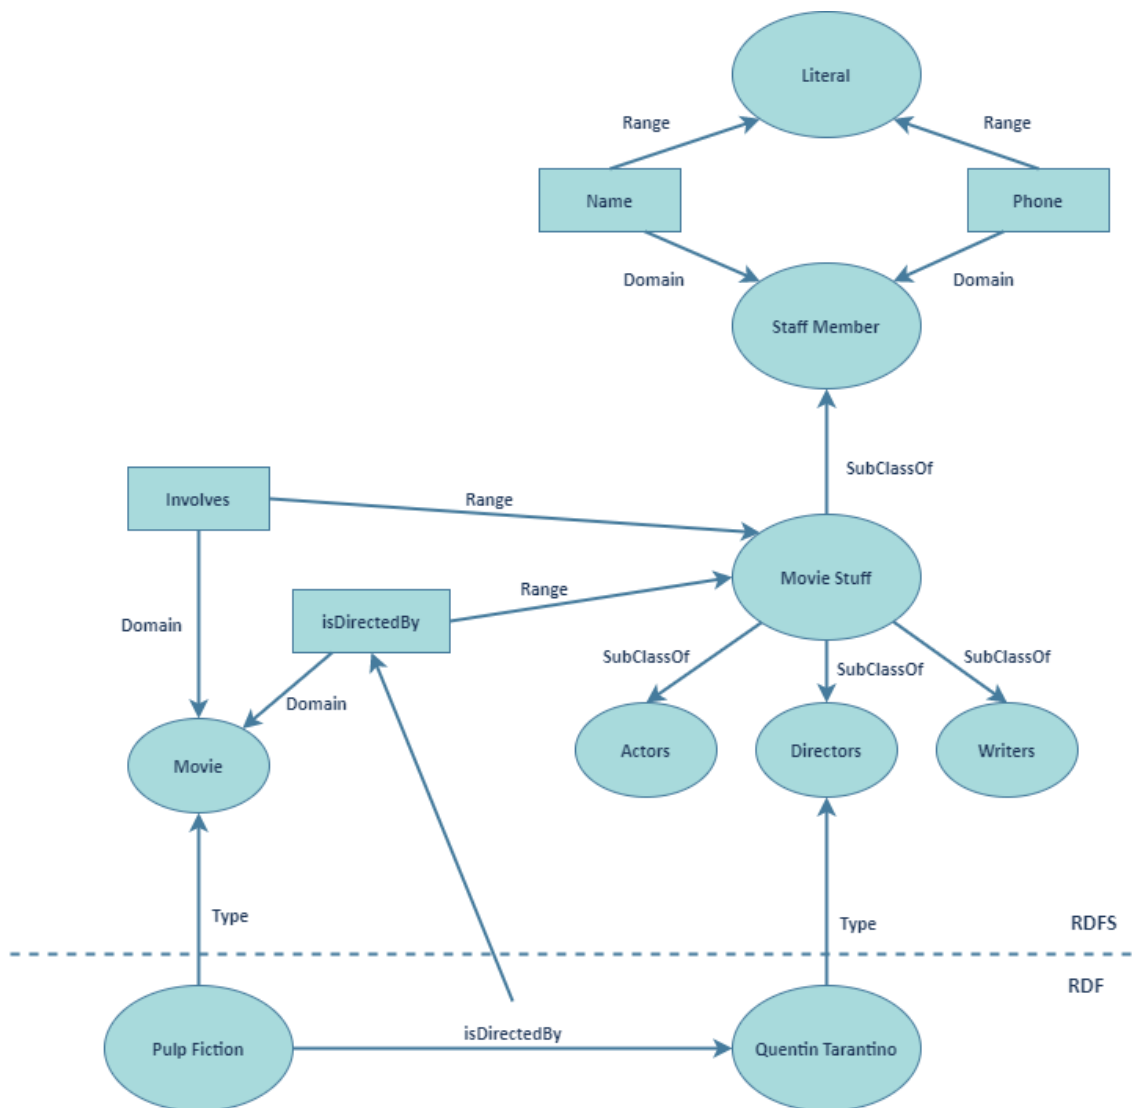 Literal
Range
Range
Name
Phone
Domain
Domain
Staff Member
SubClassOf
Involves
Range
Movie Stuff
Range
isDirectedBy
Domain
SubClassOf
SubClassOf
SubClassOf
Domain
Actors
Directors
Writers
Movie
Type
Type
RDFS
RDF
isDirectedBy
Pulp Fiction
Quentin Tarantino